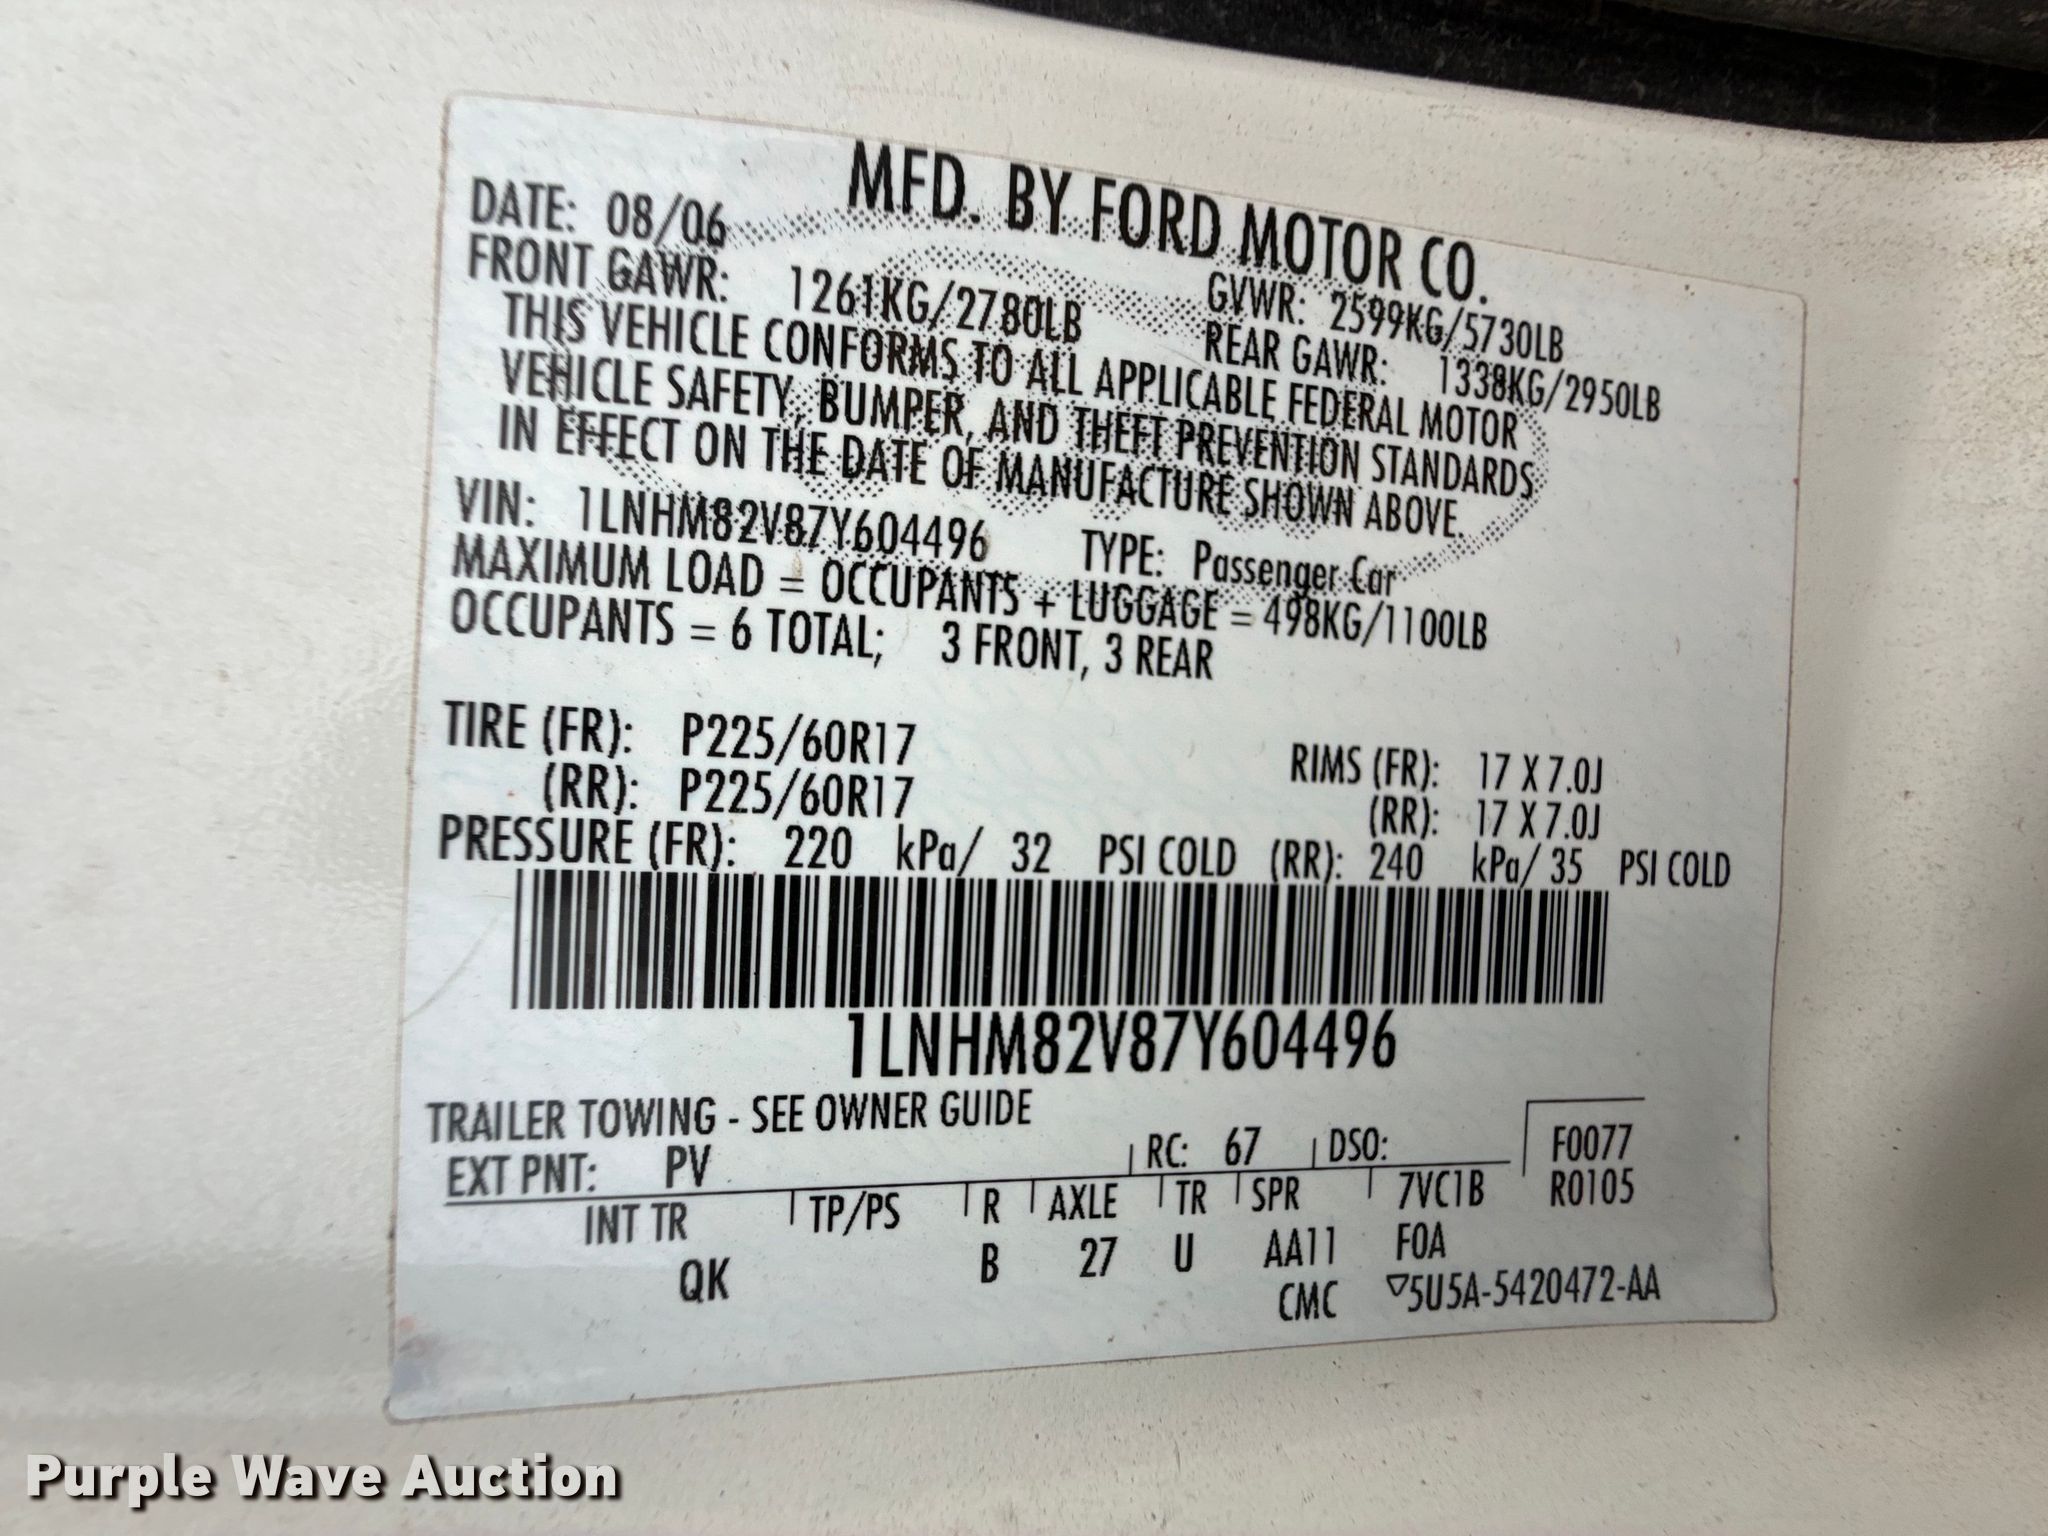 MFD. BY FORD MOTOR CO.
DATE: 08/06
GVWR: 2599KG/5730LB
FRONT GAWR: 1261KG/2780LB
REAR GAWR: 1338KG/2950LB
THIS VEHICLE CONFORMS TO ALL APPLICABLE FEDERAL MOTOR
VEHICLE SAFETY, BUMPER, AND THEFT PREVENTION STANDARDS
IN EFFECT ON THE DATE OF MANUFACTURE SHOWN ABOVE.
VIN: 1LNHM82V87Y604496 TYPE: Passenger Car
MAXIMUM LOAD = OCCUPANTS + LUGGAGE = 498KG/1100LB
OCCUPANTS = 6 TOTAL; 3 FRONT, 3 REAR
TIRE (FR): P225/60R17 RIMS (FR): 17 X 7.0J
(RR): P225/60R17 (RR): 17 X 7.0J
PRESSURE (FR): 220 kPa/ 32 PSI COLD (RR): 240 kPa/ 35 PSI COLD
1LNHM82V87Y604496
TRAILER TOWING - SEE OWNER GUIDE
EXT PNT: PV RC: 67 DSO: F0077
INT TR TP/PS R AXLE TR SPR 7VC1B R0105
QK B 27 U AA11 FOA
CMC ▽5U5A-5420472-AA
Purple Wave Auction